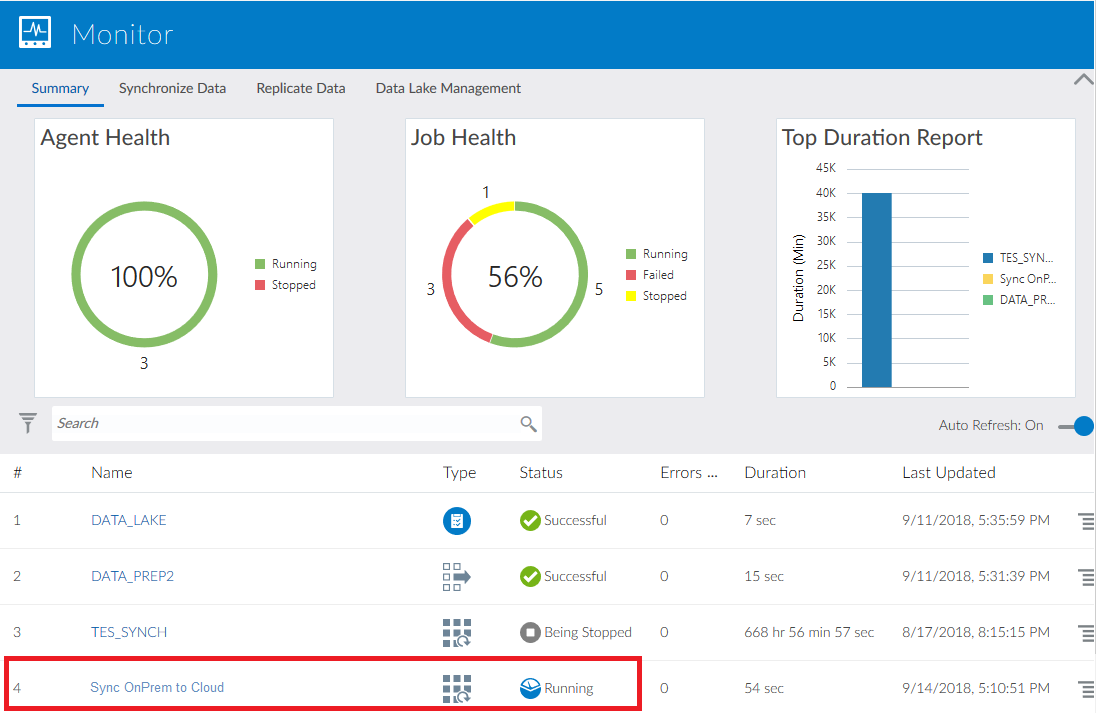 Monitor
Summary Synchronize Data Replicate Data Data Lake Management
Agent Health
100%
3
Running
Stopped
Job Health
1
3
56%
5
Running
Failed
Stopped
Top Duration Report
Duration (Min)
45K
40K
35K
30K
25K
20K
15K
10K
5K
0
TES_SYN...
Sync OnP...
DATA_PR...
Search
Auto Refresh: On
# Name Type Status Errors ... Duration Last Updated
1 DATA_LAKE Successful 0 7 sec 9/11/2018, 5:35:59 PM
2 DATA_PREP2 Successful 0 15 sec 9/11/2018, 5:31:39 PM
3 TES_SYNCH Being Stopped 0 668 hr 56 min 57 sec 8/17/2018, 8:15:15 PM
4 Sync OnPrem to Cloud Running 0 54 sec 9/14/2018, 5:10:51 PM